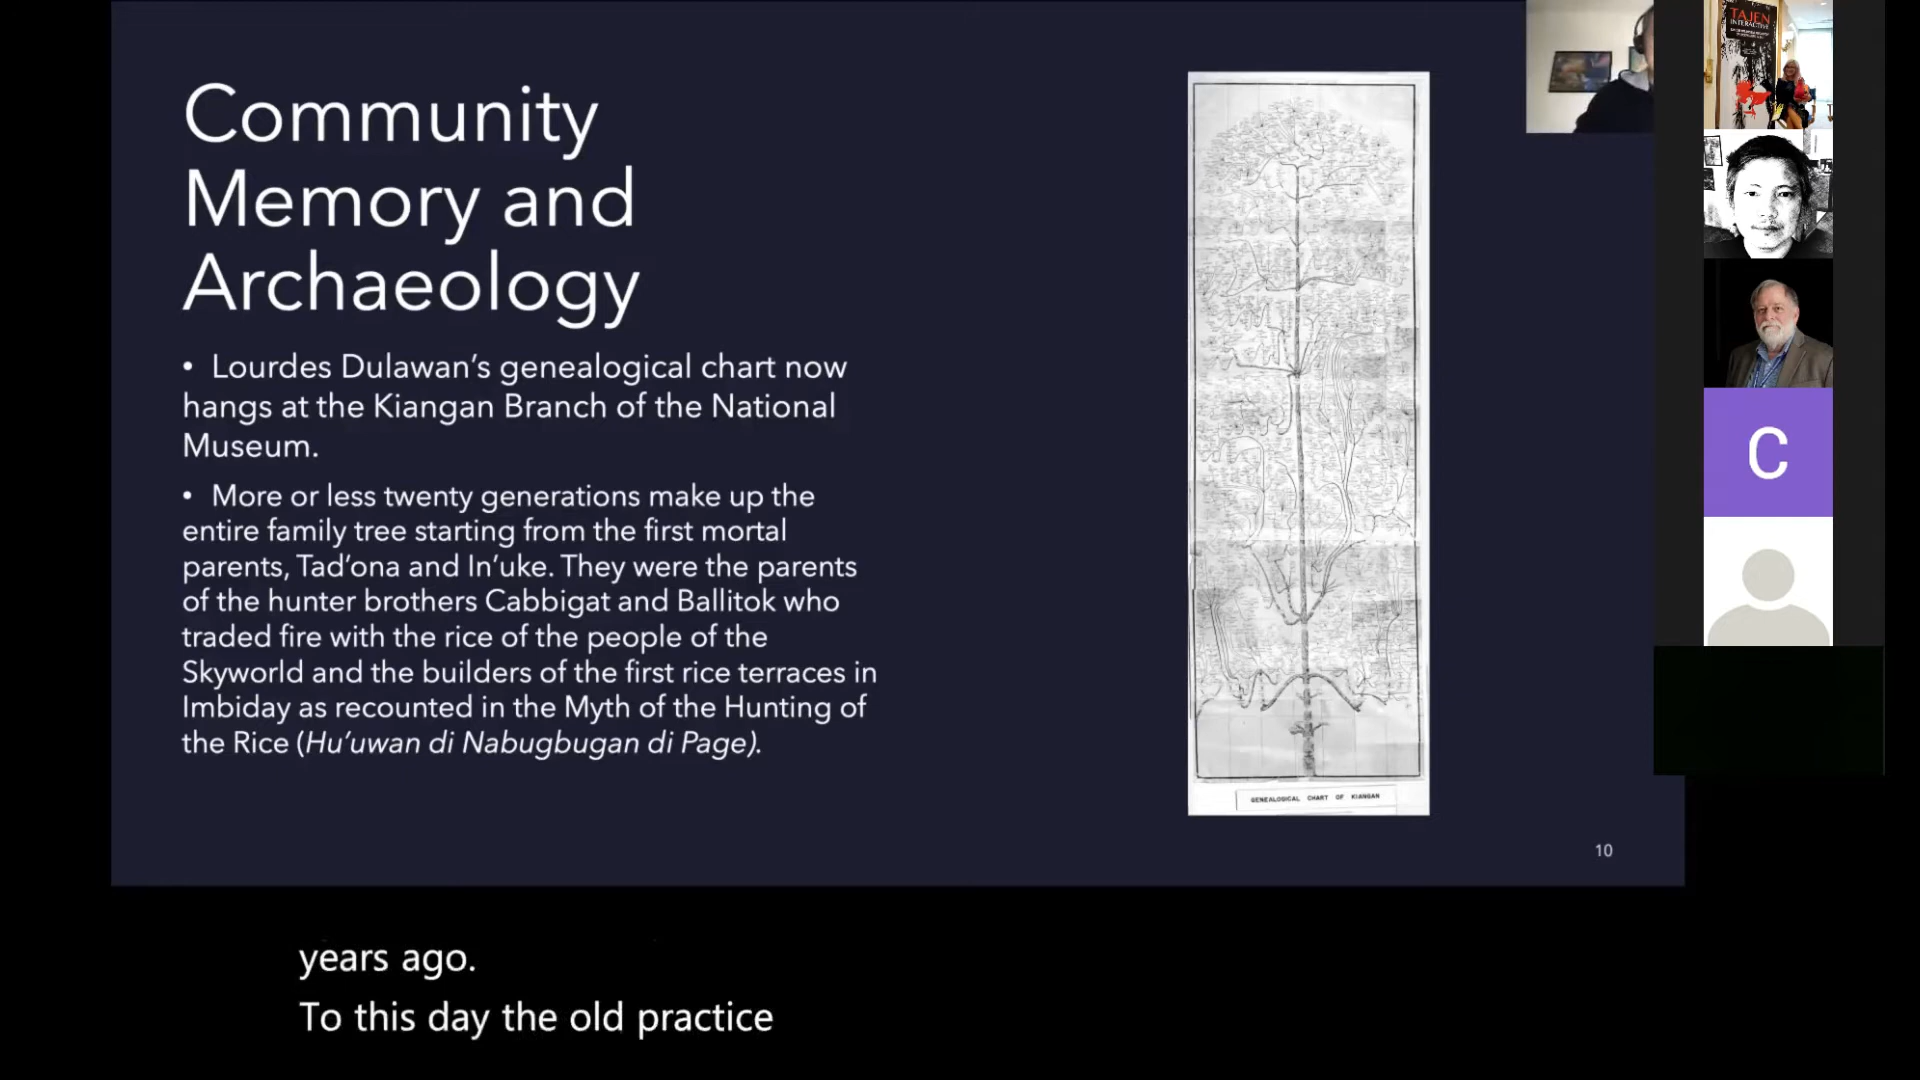 Community
Memory and
Archaeology
• Lourdes Dulawan’s genealogical chart now
hangs at the Kiangan Branch of the National
Museum.
• More or less twenty generations make up the
entire family tree starting from the first mortal
parents, Tad’ona and In’uke. They were the parents
of the hunter brothers Cabbigat and Ballitok who
traded fire with the rice of the people of the
Skyworld and the builders of the first rice terraces in
Imbiday as recounted in the Myth of the Hunting of
the Rice (Hu’uwan di Nabugbugan di Page).
GENEALOGICAL CHART OF KIANGAN
10
TAJEN
INTERACTIVE
C
years ago.
To this day the old practice